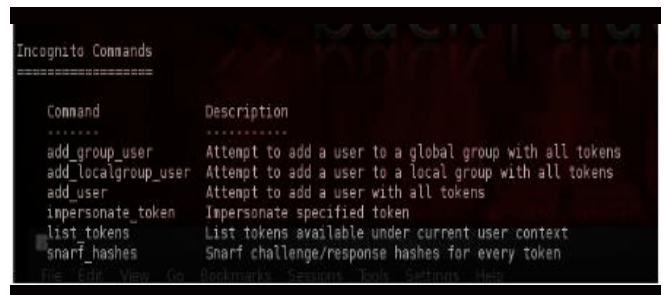 Incognito Commands
==================
Command Description
------- -----------
add_group_user Attempt to add a user to a global group with all tokens
add_localgroup_user Attempt to add a user to a local group with all tokens
add_user Attempt to add a user with all tokens
impersonate_token Impersonate specified token
list_tokens List tokens available under current user context
snarf_hashes Snarf challenge/response hashes for every token
File Edit View Go Bookmarks Sessions Tools Settings Help